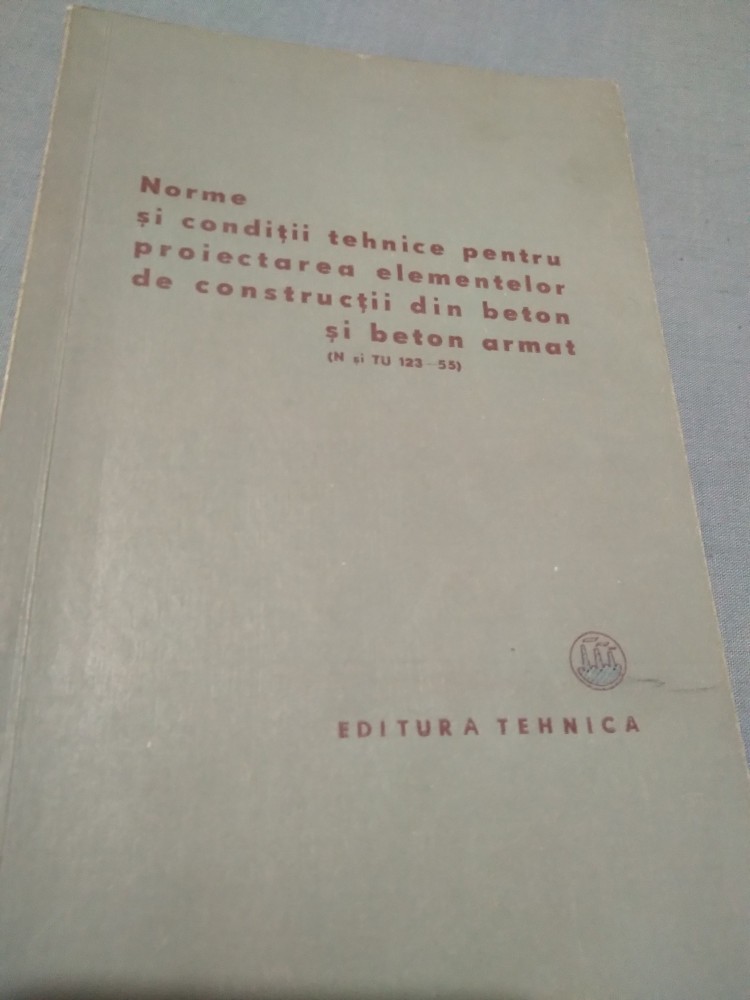 Norme
și condiții tehnice pentru
proiectarea elementelor
de construcții din beton
și beton armat
(N și TU 123-55)
EDITURA TEHNICA